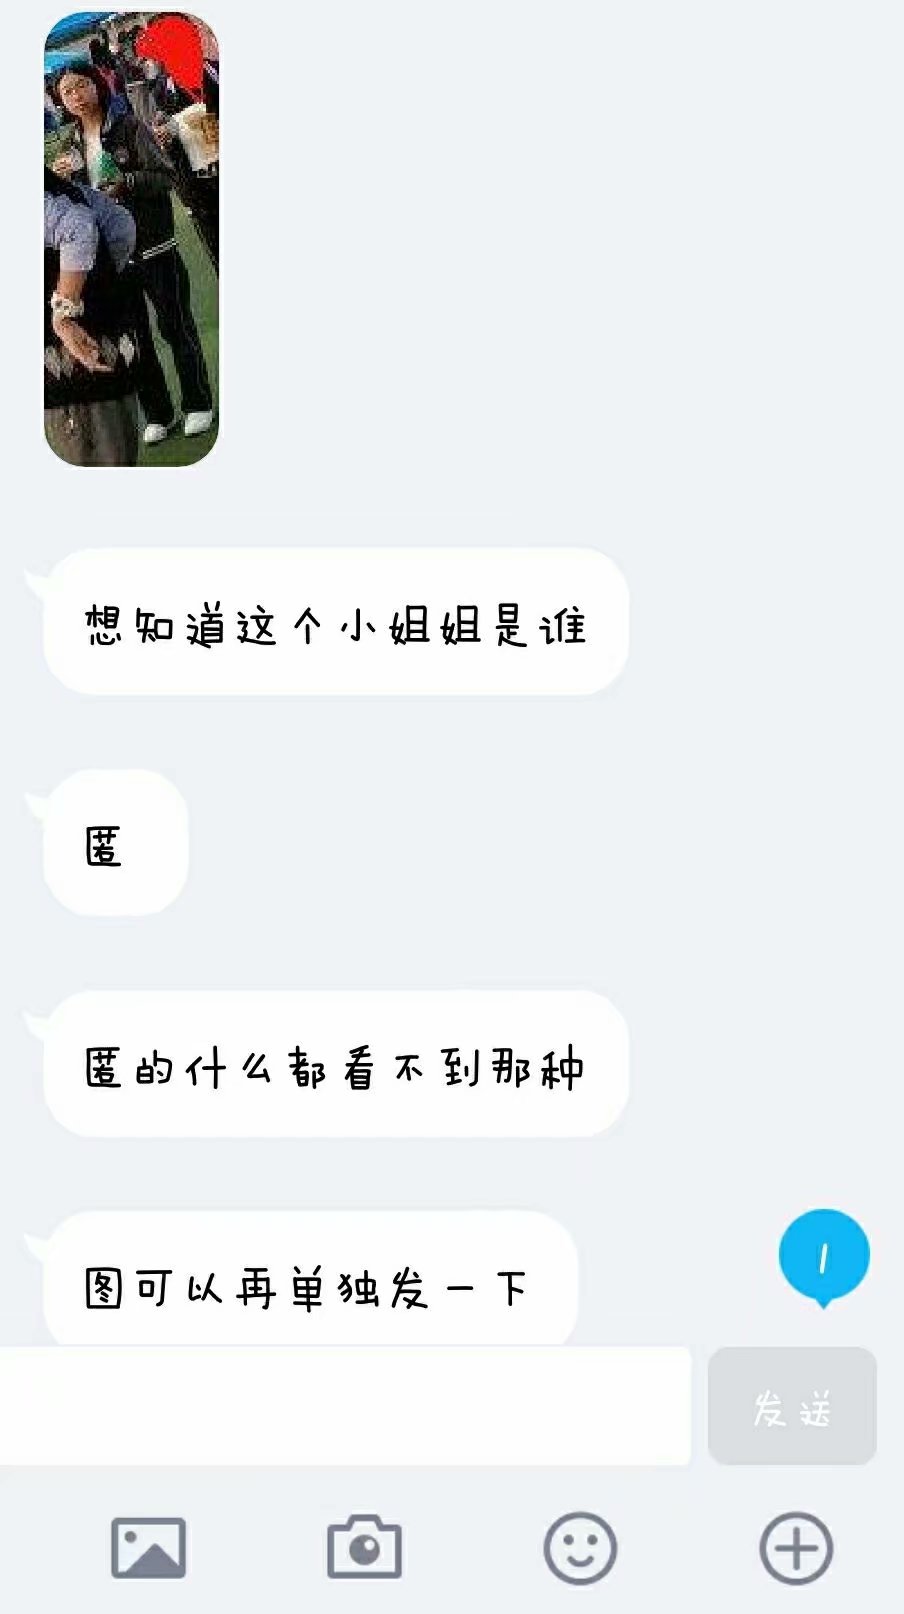 想知道这个小姐姐是谁
匿
匿的什么都看不到那种
图可以再单独发一下
1
发送